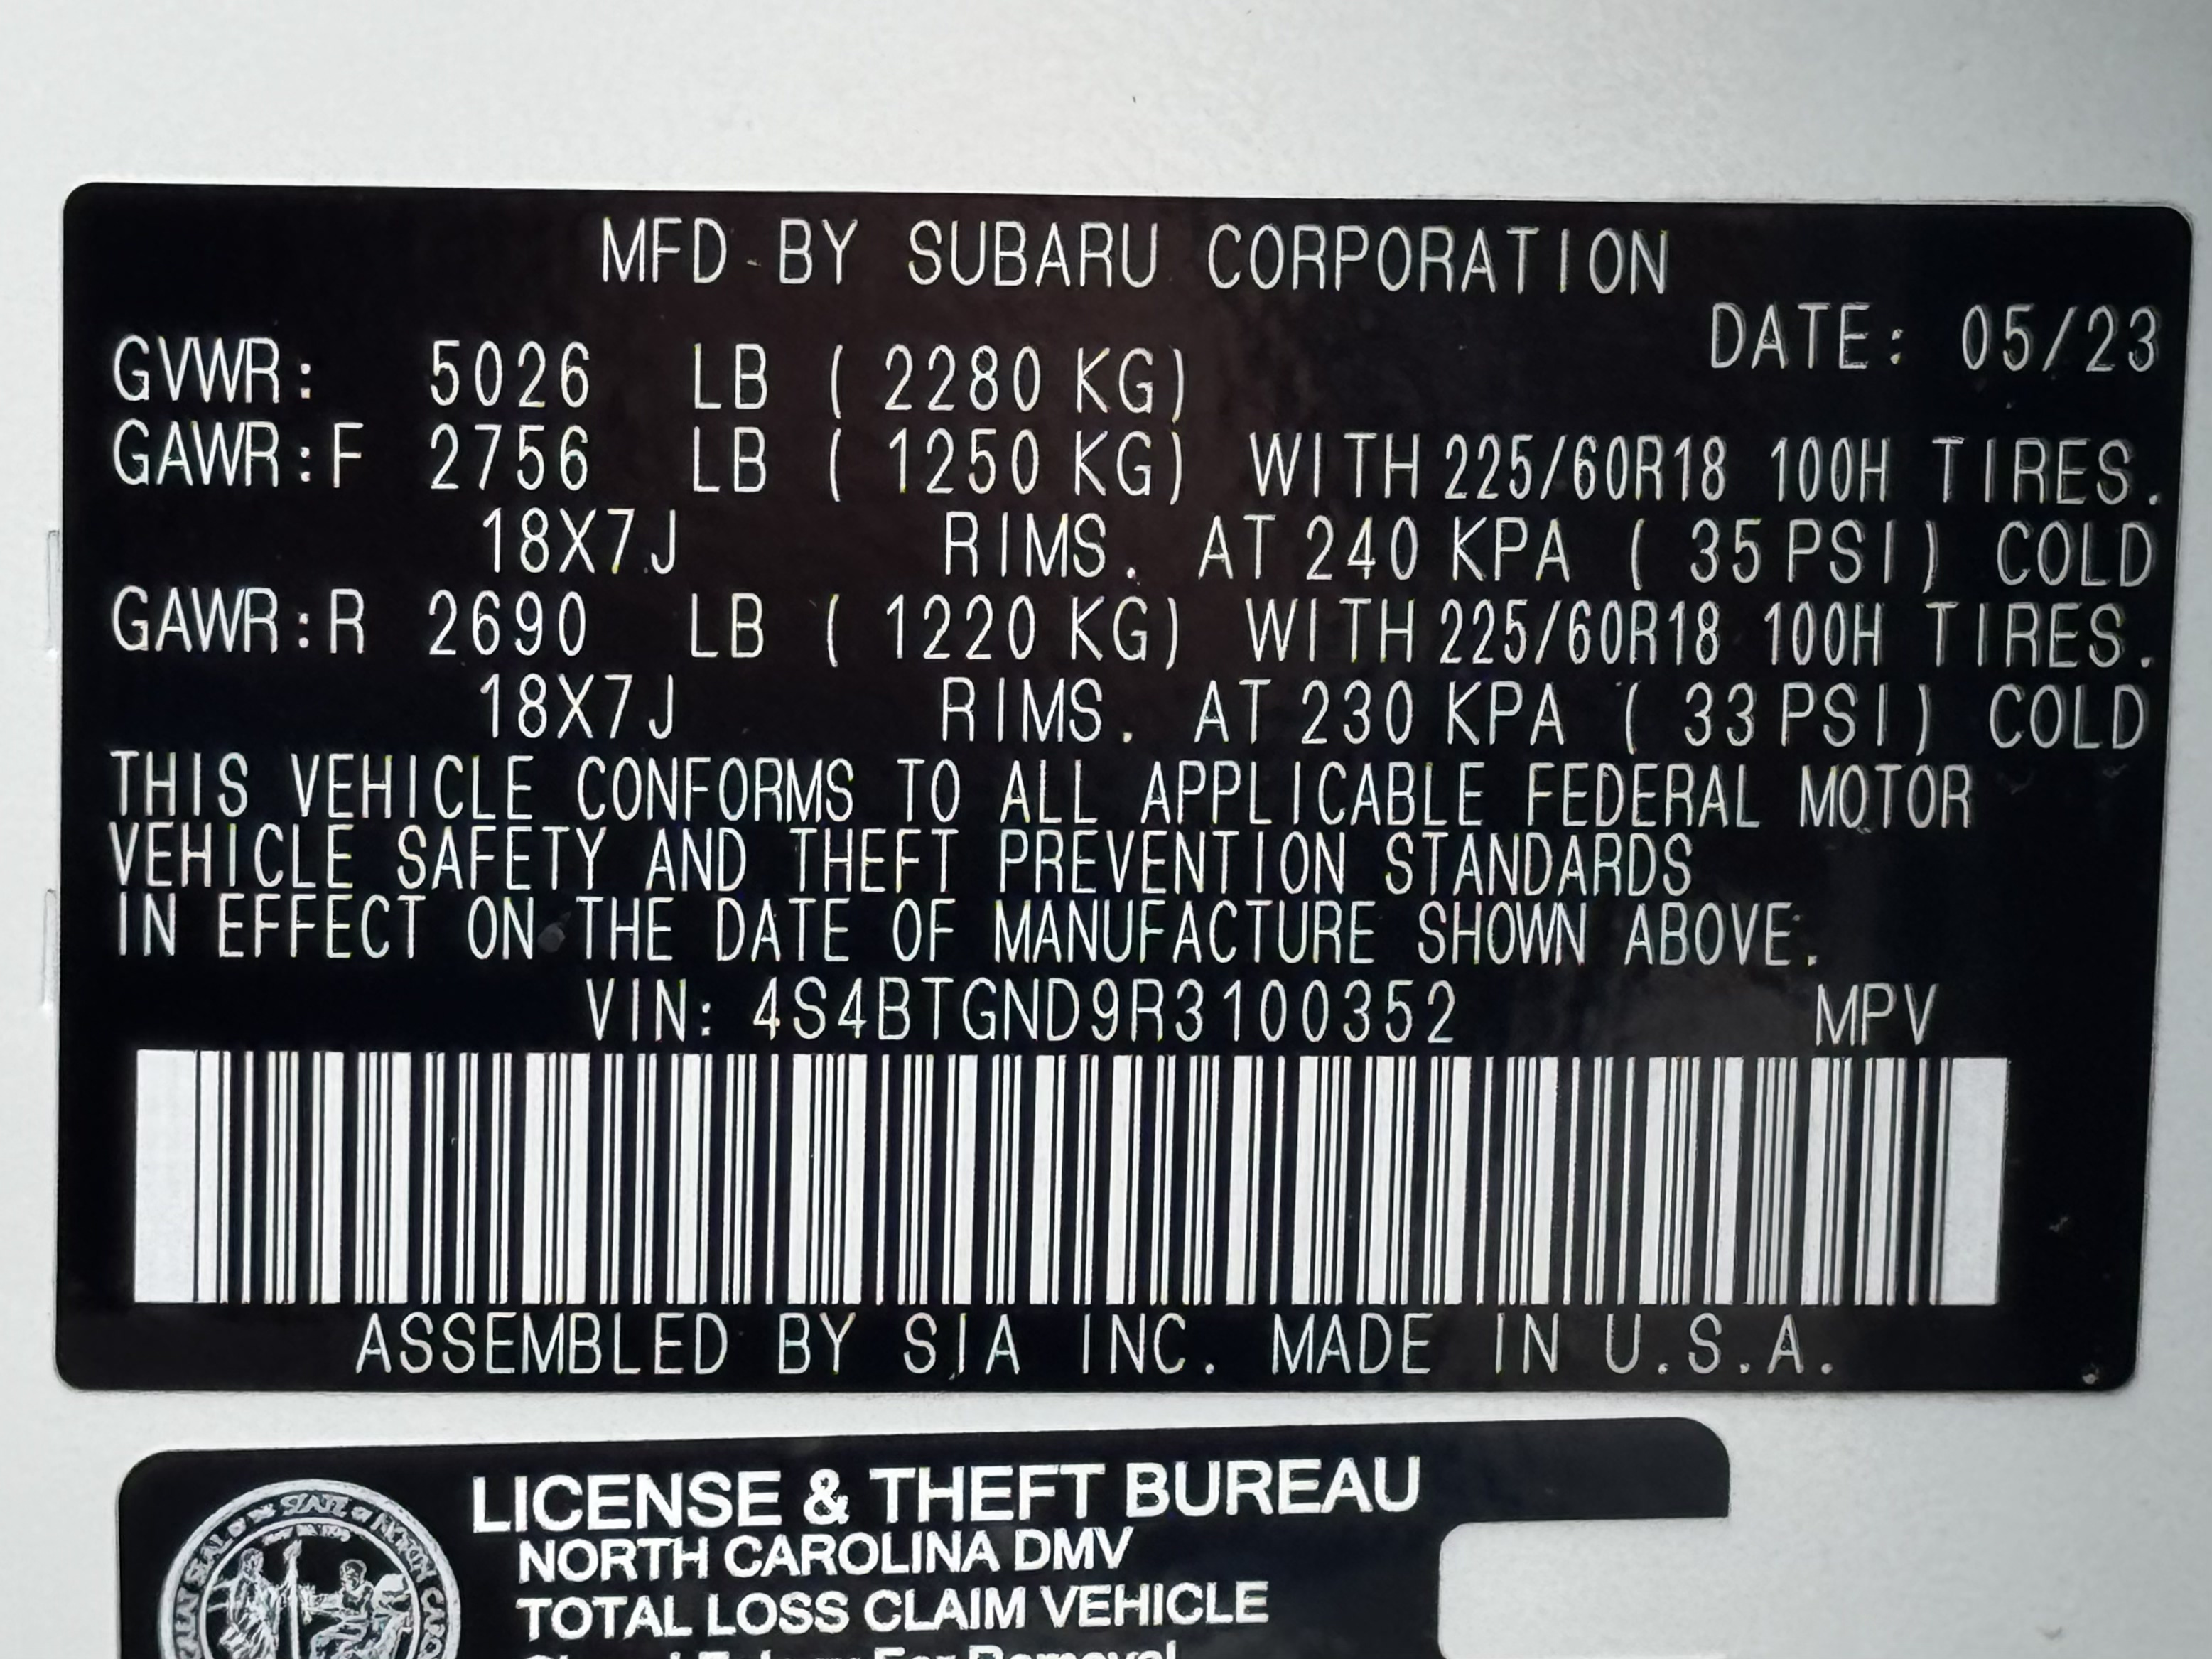 MFD BY SUBARU CORPORATION
DATE: 05/23
GVWR: 5026 LB ( 2280 KG)
GAWR:F 2756 LB ( 1250 KG) WITH 225/60R18 100H TIRES.
18X7J RIMS. AT 240 KPA ( 35 PSI) COLD
GAWR:R 2690 LB ( 1220 KG) WITH 225/60R18 100H TIRES.
18X7J RIMS. AT 230 KPA ( 33 PSI) COLD
THIS VEHICLE CONFORMS TO ALL APPLICABLE FEDERAL MOTOR
VEHICLE SAFETY AND THEFT PREVENTION STANDARDS
IN EFFECT ON THE DATE OF MANUFACTURE SHOWN ABOVE.
VIN: 4S4BTGND9R3100352 MPV
ASSEMBLED BY SIA INC. MADE IN U.S.A.
LICENSE & THEFT BUREAU
NORTH CAROLINA DMV
TOTAL LOSS CLAIM VEHICLE
For Removal